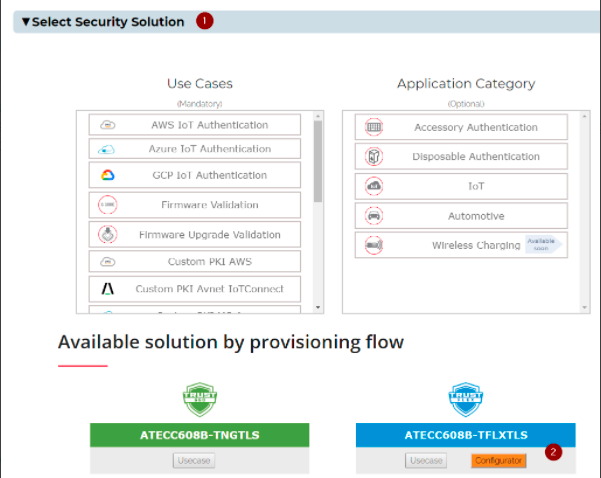 ▼Select Security Solution 1
Use Cases
(Mandatory)
AWS IoT Authentication
Azure IoT Authentication
GCP IoT Authentication
Firmware Validation
Firmware Upgrade Validation
Custom PKI AWS
Custom PKI Avnet IoTConnect
Application Category
(Optional)
Accessory Authentication
Disposable Authentication
IoT
Automotive
Wireless Charging
Available soon
Available solution by provisioning flow
TRUST
ATECC608B-TNGTLS
Usecase
TRUST
ATECC608B-TFLXTLS
Usecase
Configurator
2